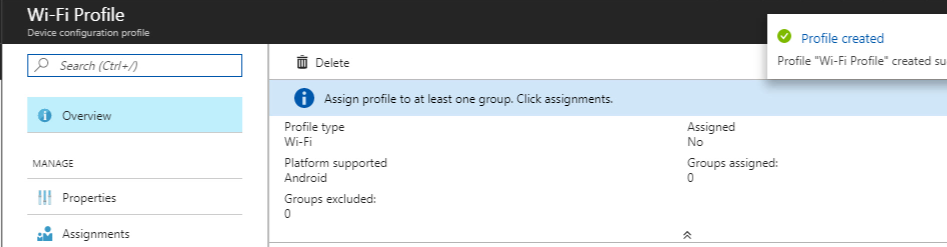 Wi-Fi Profile
Device configuration profile
Profile created
Profile "Wi-Fi Profile" created
Search (Ctrl+/)
Delete
Assign profile to at least one group. Click assignments.
Overview
Profile type
Wi-Fi
Assigned
No
MANAGE
Platform supported
Android
Groups assigned:
0
Properties
Groups excluded:
0
Assignments